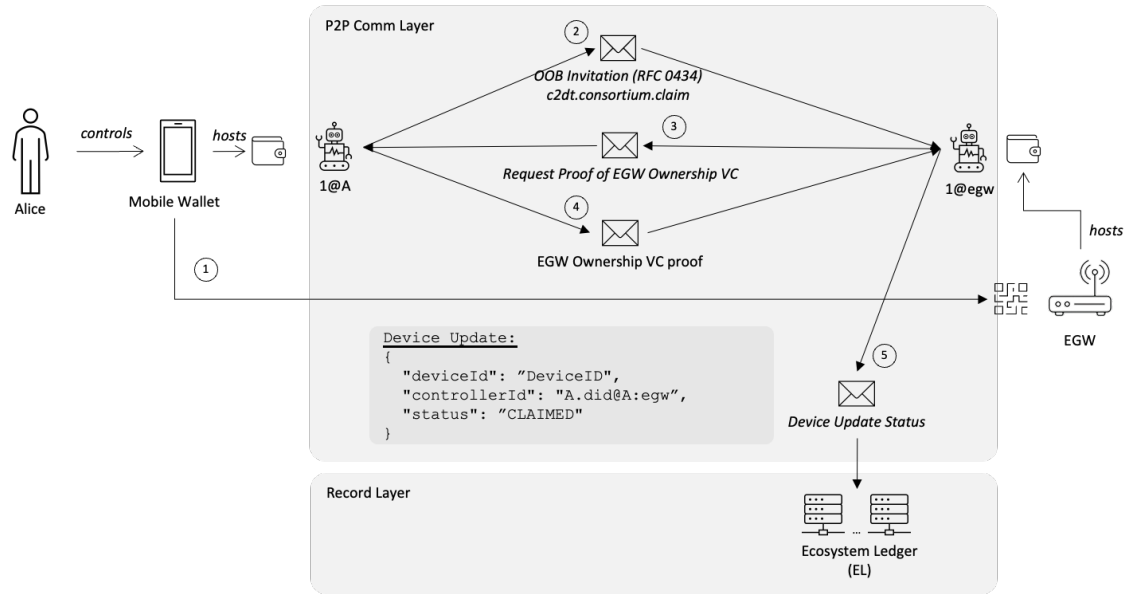 P2P Comm Layer
2
OOB Invitation (RFC 0434)
c2dt.consortium.claim
controls
hosts
3
Request Proof of EGW Ownership VC
1@A
1@egw
Alice
Mobile Wallet
4
hosts
EGW Ownership VC proof
1
EGW
Device Update:
{
"deviceId": ”DeviceID",
"controllerId": "A.did@A:egw”,
"status": ”CLAIMED"
}
5
Device Update Status
Record Layer
...
Ecosystem Ledger
(EL)